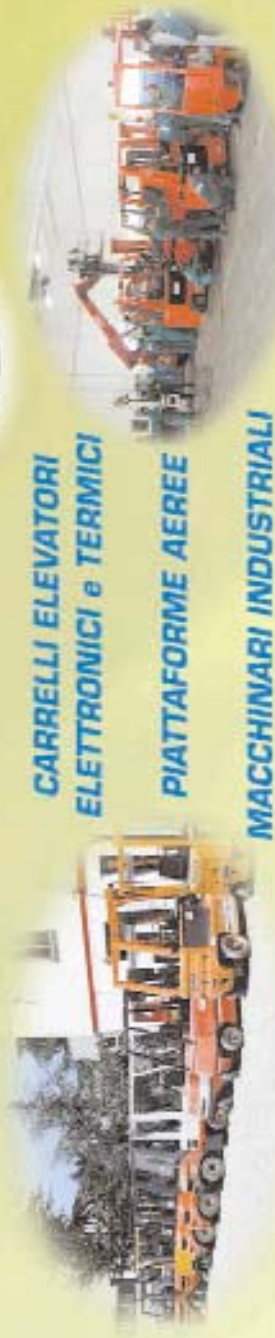 CARRELLI ELEVATORI
ELETTRONICI e TERMICI
PIATTAFORME AEREE
MACCHINARI INDUSTRIALI